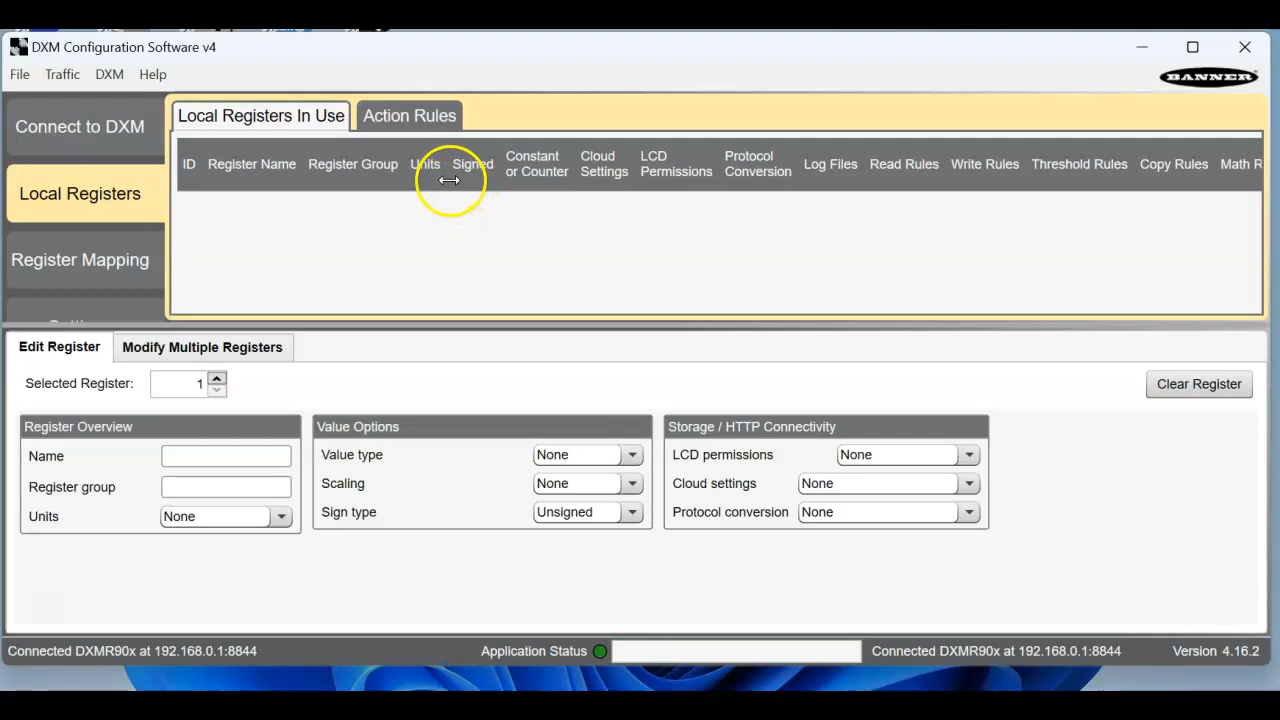 DXM Configuration Software v4
File Traffic DXM Help
BANNER
Connect to DXM
Local Registers
Register Mapping
Local Registers In Use Action Rules
ID Register Name Register Group Units Signed Constant or Counter Cloud Settings LCD Permissions Protocol Conversion Log Files Read Rules Write Rules Threshold Rules Copy Rules Math R
Edit Register Modify Multiple Registers
Selected Register: 1
Clear Register
Register Overview
Name
Register group
Units None
Value Options
Value type None
Scaling None
Sign type Unsigned
Storage / HTTP Connectivity
LCD permissions None
Cloud settings None
Protocol conversion None
Connected DXMR90x at 192.168.0.1:8844 Application Status Connected DXMR90x at 192.168.0.1:8844 Version 4.16.2